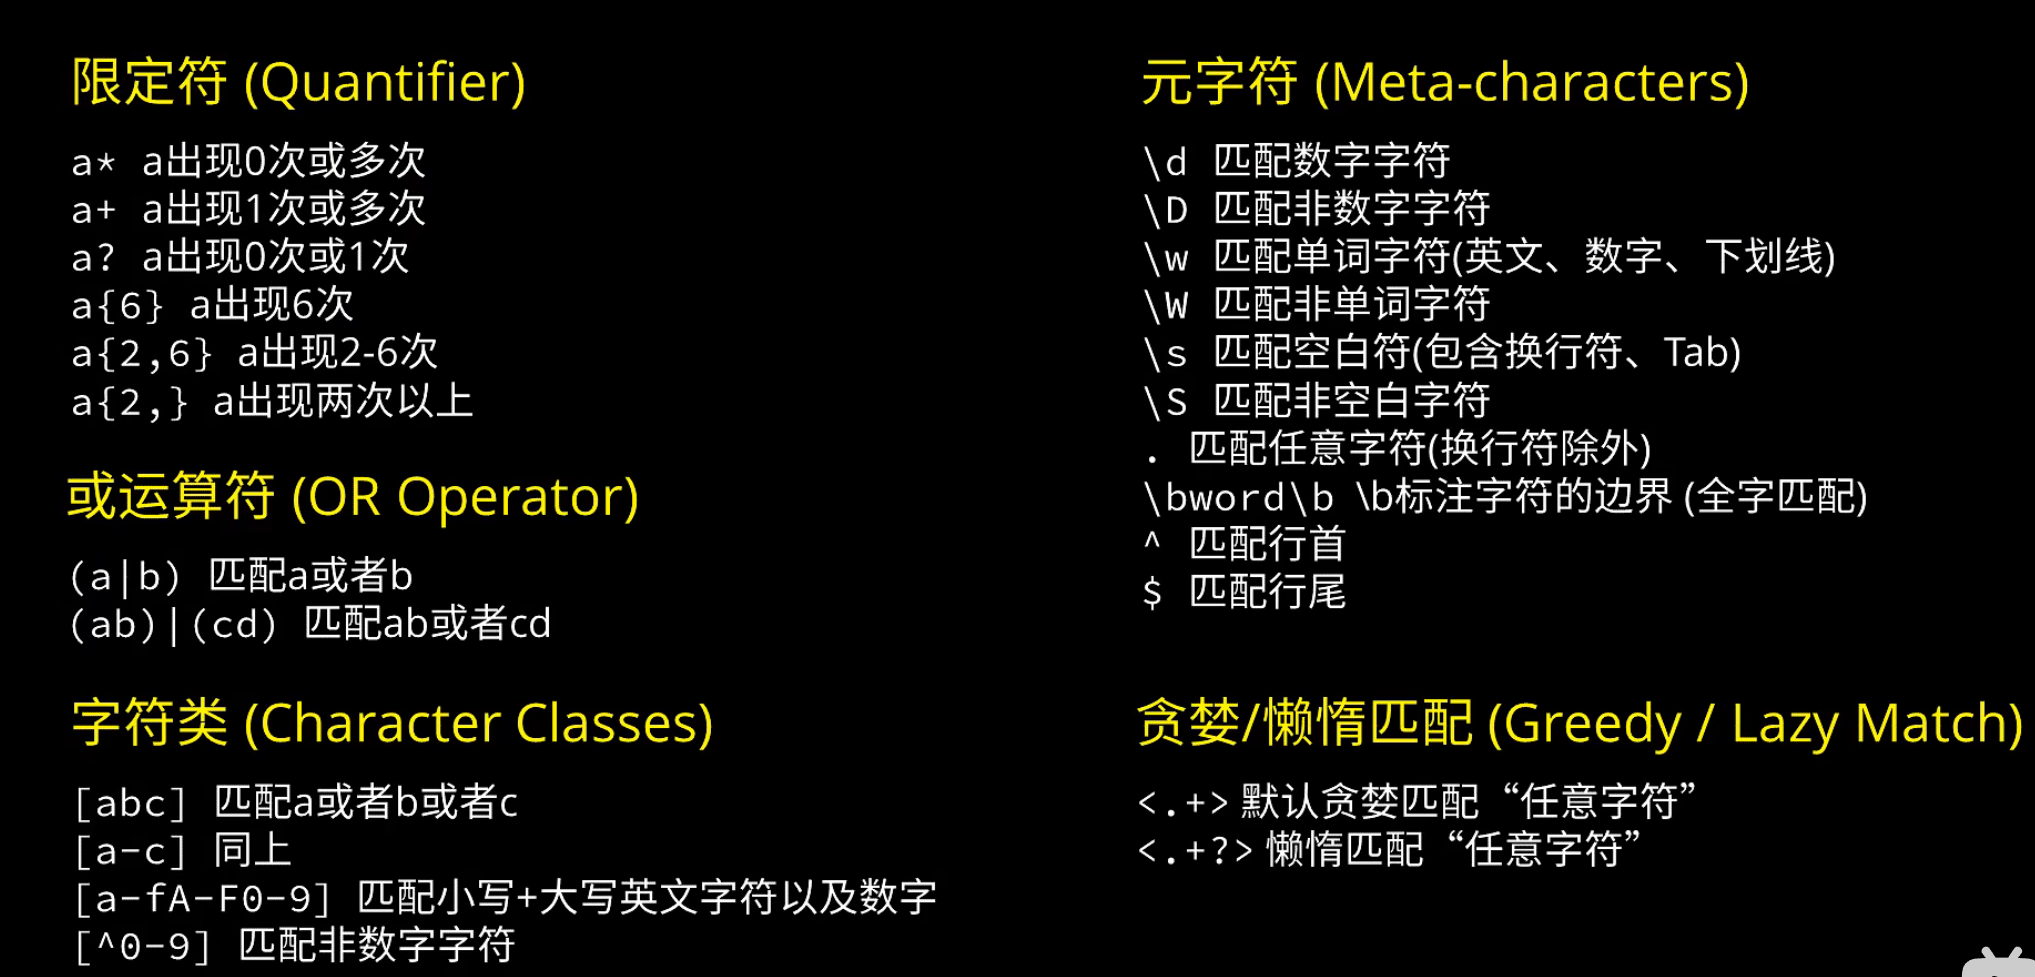 限定符 (Quantifier)
a* a出现0次或多次
a+ a出现1次或多次
a? a出现0次或1次
a{6} a出现6次
a{2,6} a出现2-6次
a{2,} a出现两次以上
或运算符 (OR Operator)
(a|b) 匹配a或者b
(ab)|(cd) 匹配ab或者cd
字符类 (Character Classes)
[abc] 匹配a或者b或者c
[a-c] 同上
[a-fA-F0-9] 匹配小写+大写英文字符以及数字
[^0-9] 匹配非数字字符
元字符 (Meta-characters)
\d 匹配数字字符
\D 匹配非数字字符
\w 匹配单词字符(英文、数字、下划线)
\W 匹配非单词字符
\s 匹配空白符(包含换行符、Tab)
\S 匹配非空白字符
. 匹配任意字符(换行符除外)
\bword\b \b标注字符的边界 (全字匹配)
^ 匹配行首
$ 匹配行尾
贪婪/懒惰匹配 (Greedy / Lazy Match)
<.+> 默认贪婪匹配“任意字符”
<.+?> 懒惰匹配“任意字符”